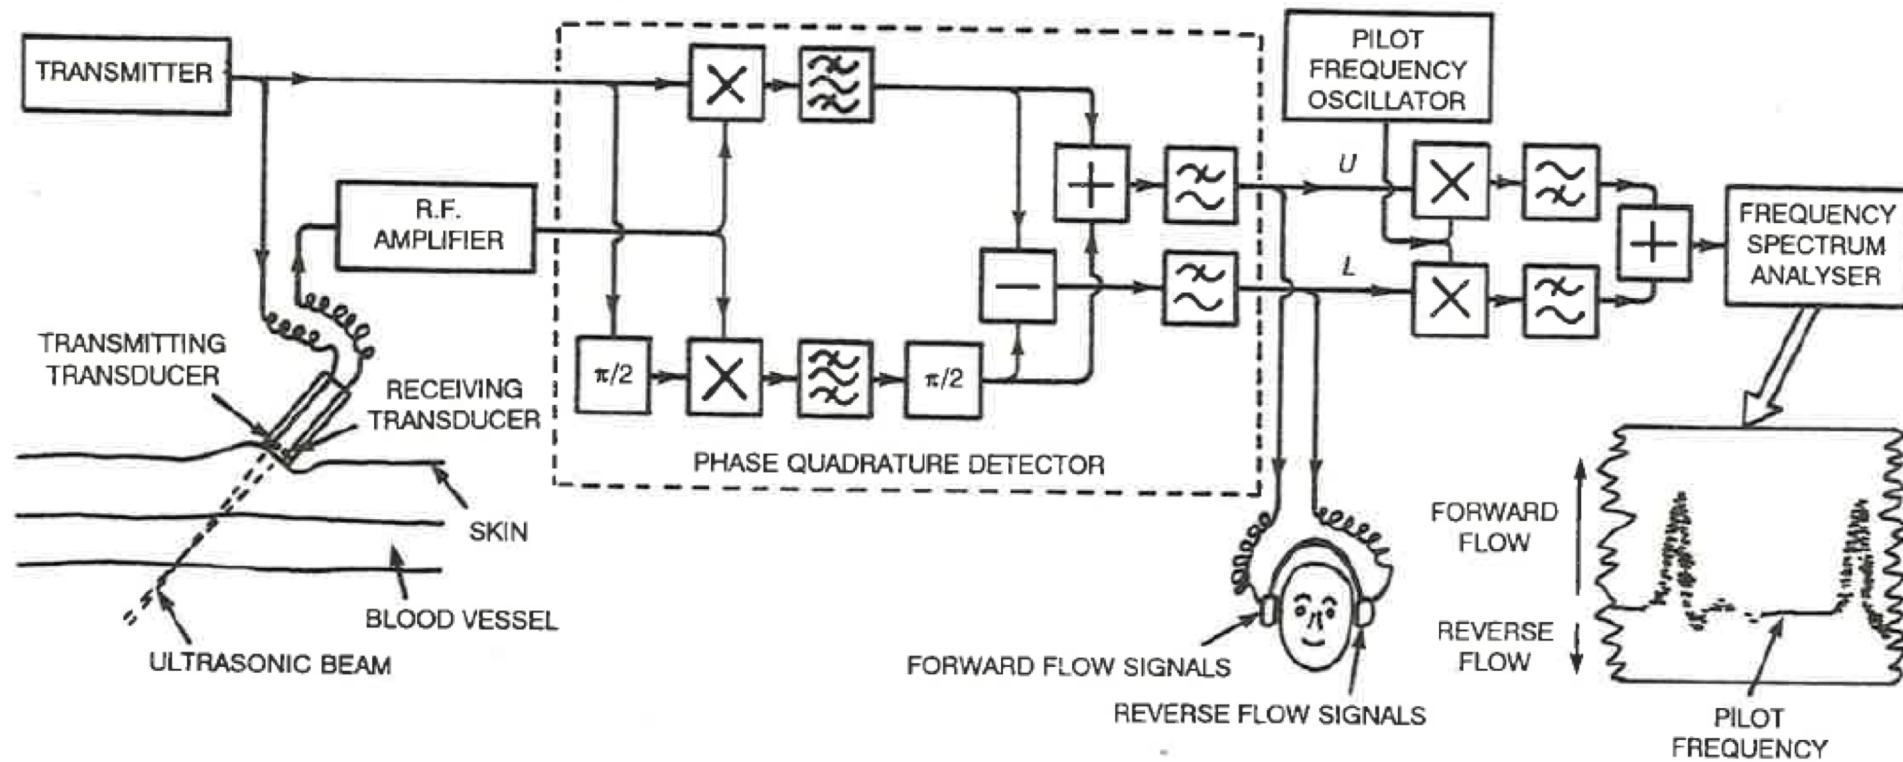 TRANSMITTER
PILOT
FREQUENCY
OSCILLATOR
R.F.
AMPLIFIER
U
L
FREQUENCY
SPECTRUM
ANALYSER
TRANSMITTING
TRANSDUCER
RECEIVING
TRANSDUCER
π/2
π/2
PHASE QUADRATURE DETECTOR
SKIN
BLOOD VESSEL
ULTRASONIC BEAM
FORWARD FLOW SIGNALS
REVERSE FLOW SIGNALS
FORWARD
FLOW
REVERSE
FLOW
PILOT
FREQUENCY